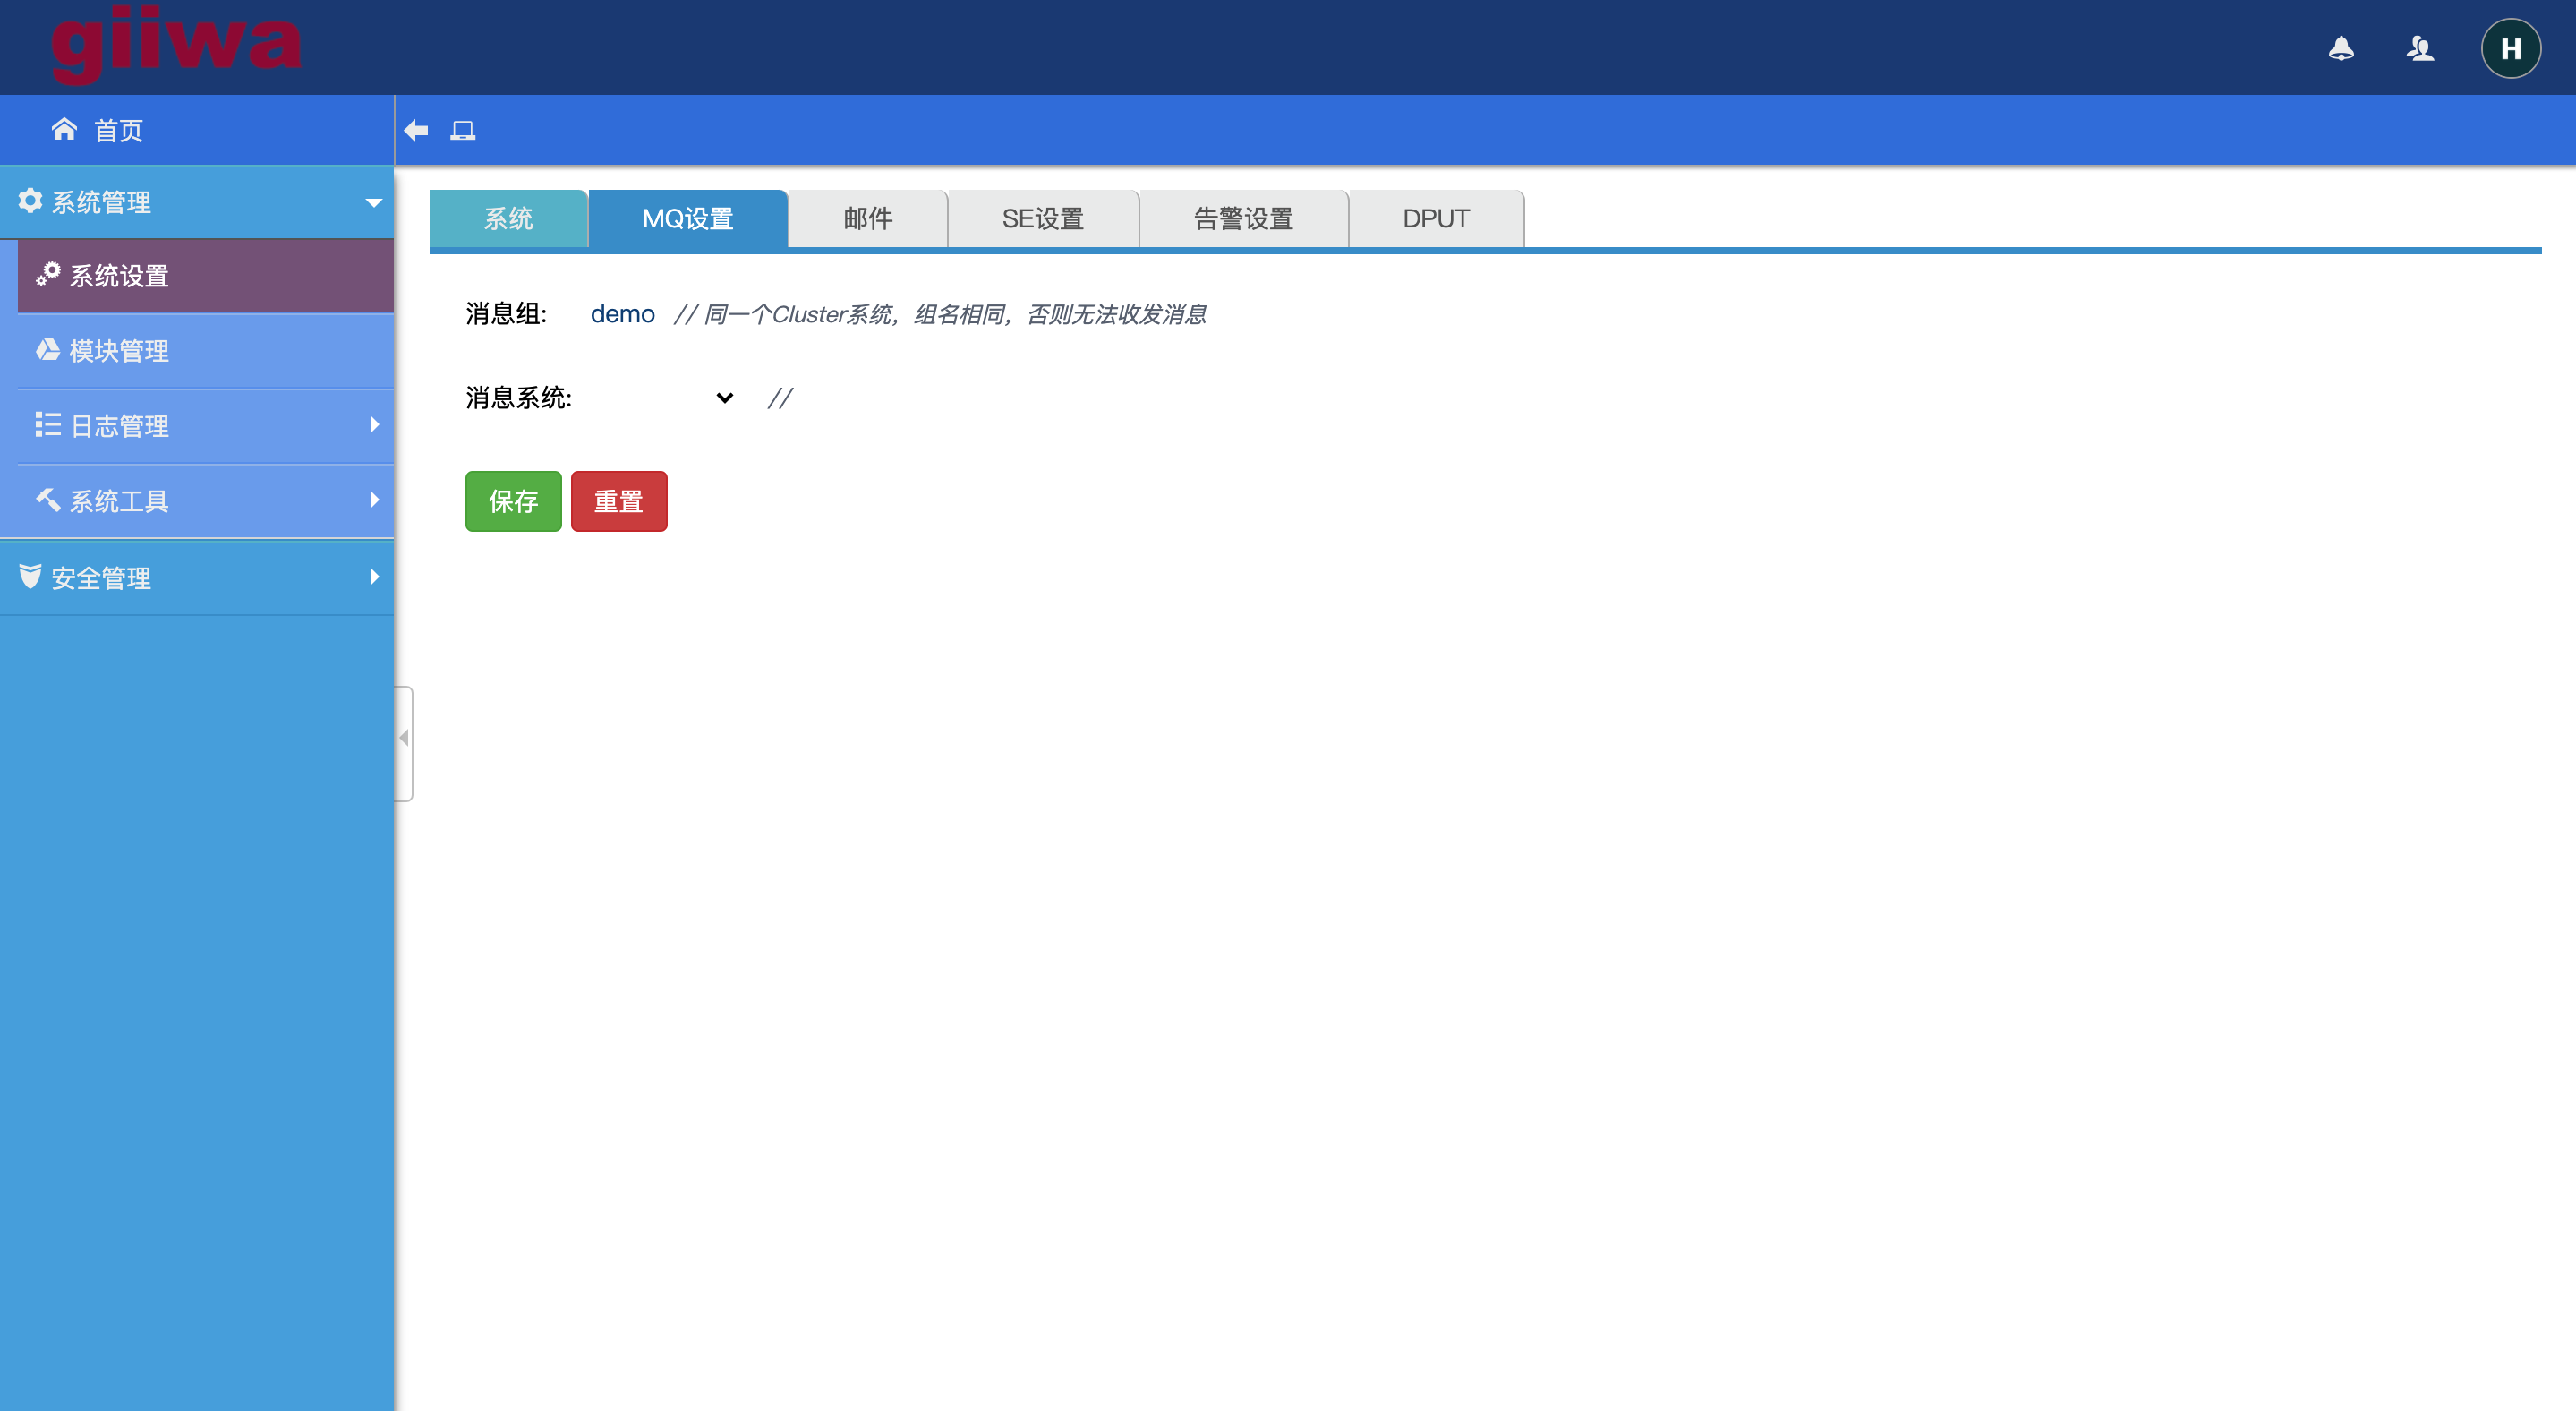 giiwa
H
首页
系统管理
系统设置
模块管理
日志管理
系统工具
安全管理
系统 MQ设置 邮件 SE设置 告警设置 DPUT
消息组: demo // 同一个Cluster系统，组名相同，否则无法收发消息
消息系统: //
保存 重置